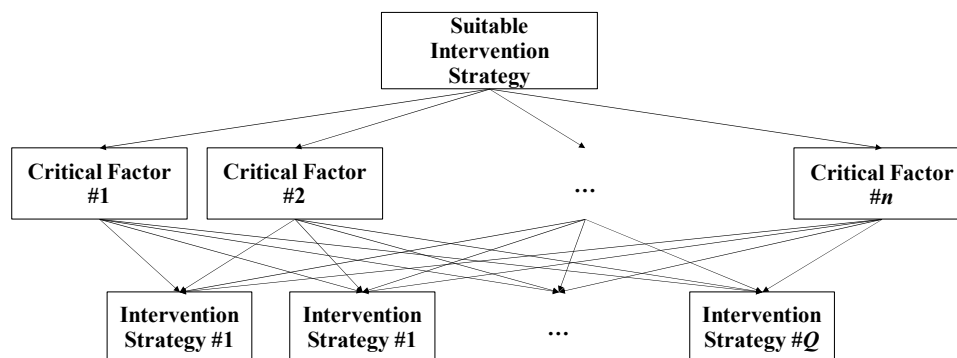 Suitable
Intervention
Strategy
Critical Factor
#1
Critical Factor
#2
...
Critical Factor
#n
Intervention
Strategy #1
Intervention
Strategy #1
...
Intervention
Strategy #Q